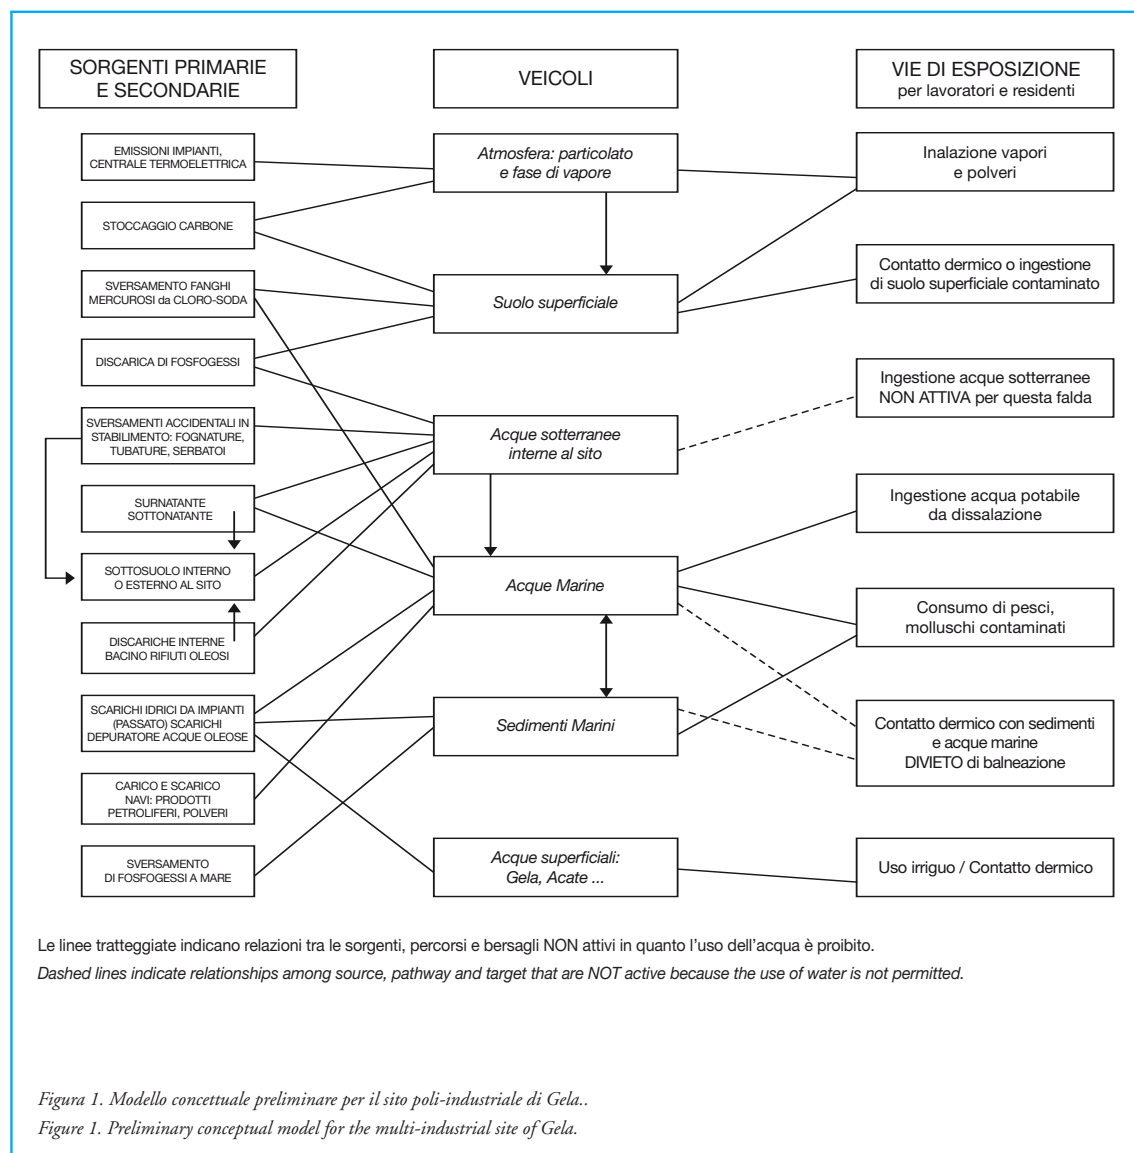 SORGENTI PRIMARIE
E SECONDARIE
VEICOLI
VIE DI ESPOSIZIONE
per lavoratori e residenti
EMISSIONI IMPIANTI,
CENTRALE TERMOELETTRICA
STOCCAGGIO CARBONE
SVERSAMENTO FANGHI
MERCUROSI da CLORO-SODA
DISCARICA DI FOSFOGESSI
SVERSAMENTI ACCIDENTALI IN
STABILIMENTO: FOGNATURE,
TUBATURE, SERBATOI
SURNATANTE
SOTTONATANTE
SOTTOSUOLO INTERNO
O ESTERNO AL SITO
DISCARICHE INTERNE
BACINO RIFIUTI OLEOSI
SCARICHI IDRICI DA IMPIANTI
(PASSATO) SCARICHI
DEPURATORE ACQUE OLEOSE
CARICO E SCARICO
NAVI: PRODOTTI
PETROLIFERI, POLVERI
SVERSAMENTO
DI FOSFOGESSI A MARE
Atmosfera: particolato
e fase di vapore
Suolo superficiale
Acque sotterranee
interne al sito
Acque Marine
Sedimenti Marini
Acque superficiali:
Gela, Acate ...
Inalazione vapori
e polveri
Contatto dermico o ingestione
di suolo superficiale contaminato
Ingestione acque sotterranee
NON ATTIVA per questa falda
Ingestione acqua potabile
da dissalazione
Consumo di pesci,
molluschi contaminati
Contatto dermico con sedimenti
e acque marine
DIVIETO di balneazione
Uso irriguo / Contatto dermico
Le linee tratteggiate indicano relazioni tra le sorgenti, percorsi e bersagli NON attivi in quanto l'uso dell'acqua è proibito.
Dashed lines indicate relationships among source, pathway and target that are NOT active because the use of water is not permitted.
Figura 1. Modello concettuale preliminare per il sito poli-industriale di Gela..
Figure 1. Preliminary conceptual model for the multi-industrial site of Gela.